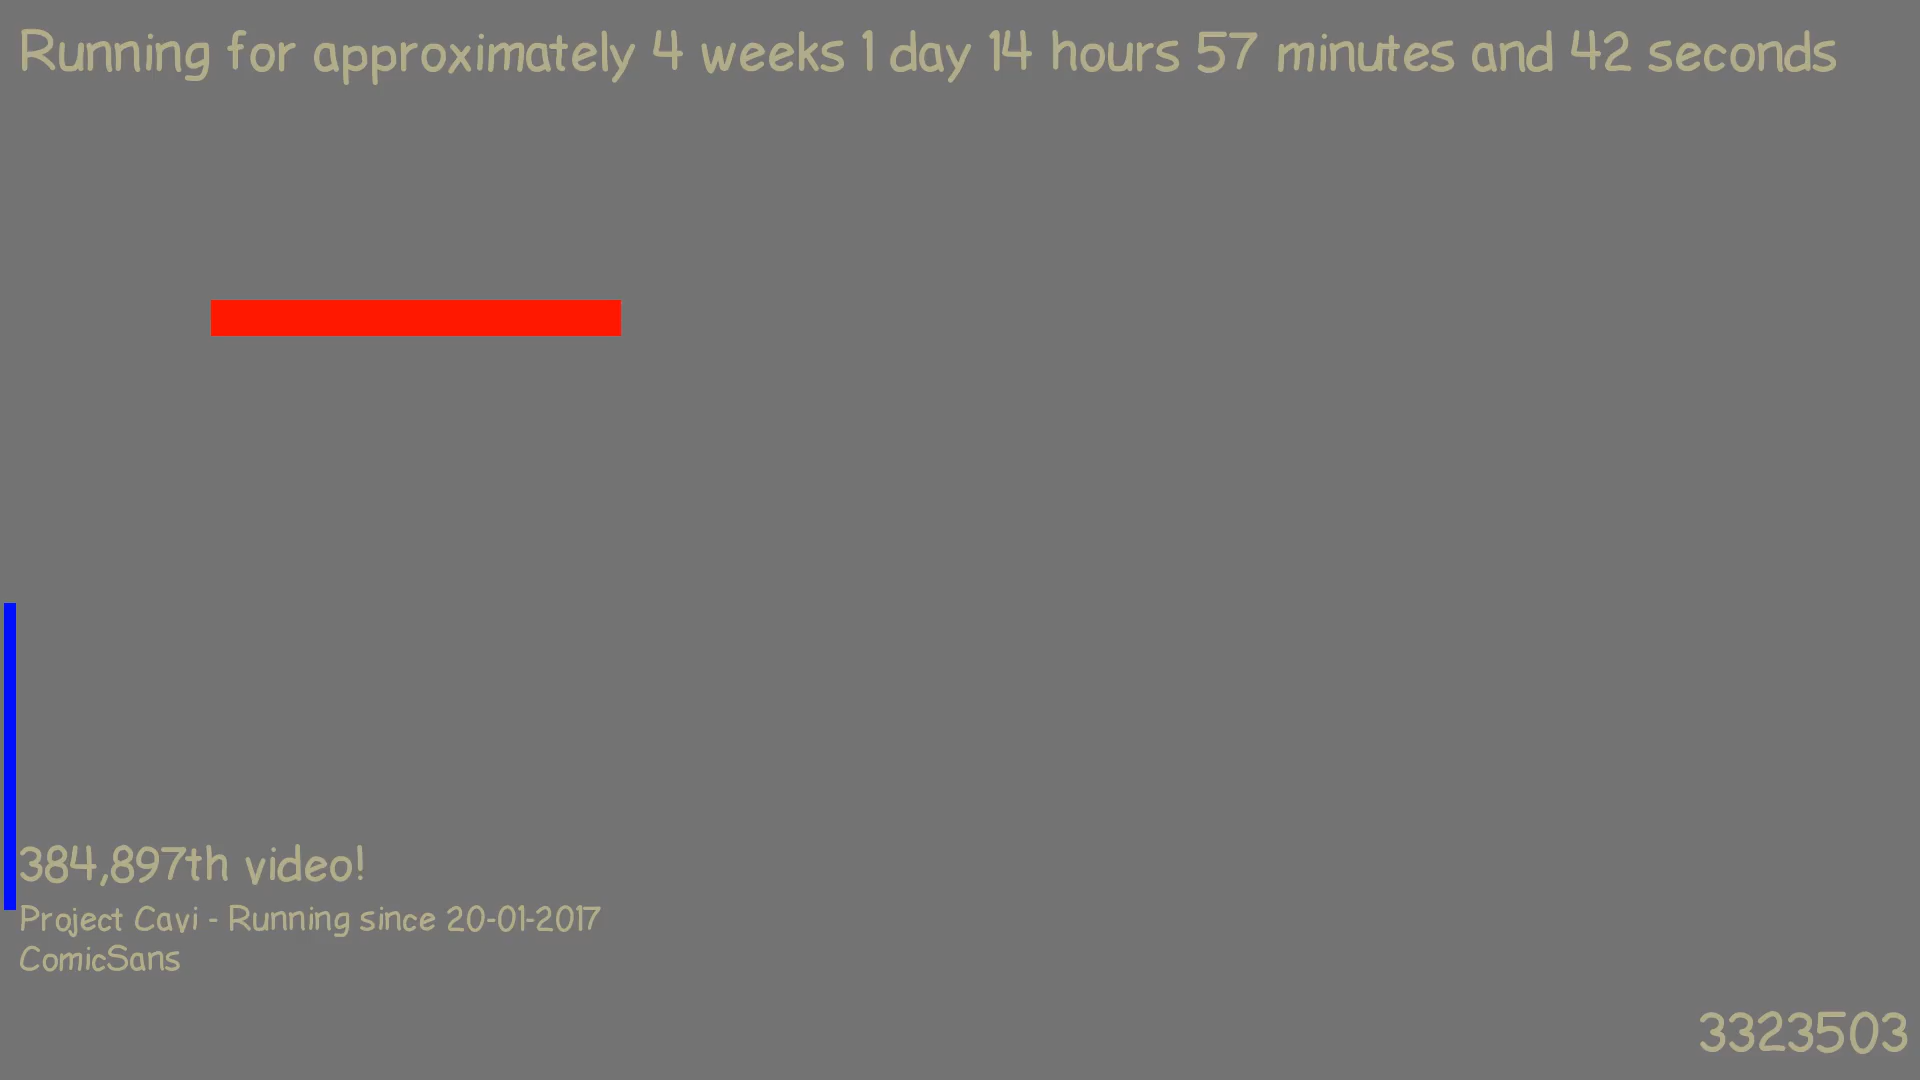 Running for approximately 4 weeks 1 day 14 hours 57 minutes and 42 seconds
384,897th video!
Project Cavi - Running since 20-01-2017
ComicSans
3323503